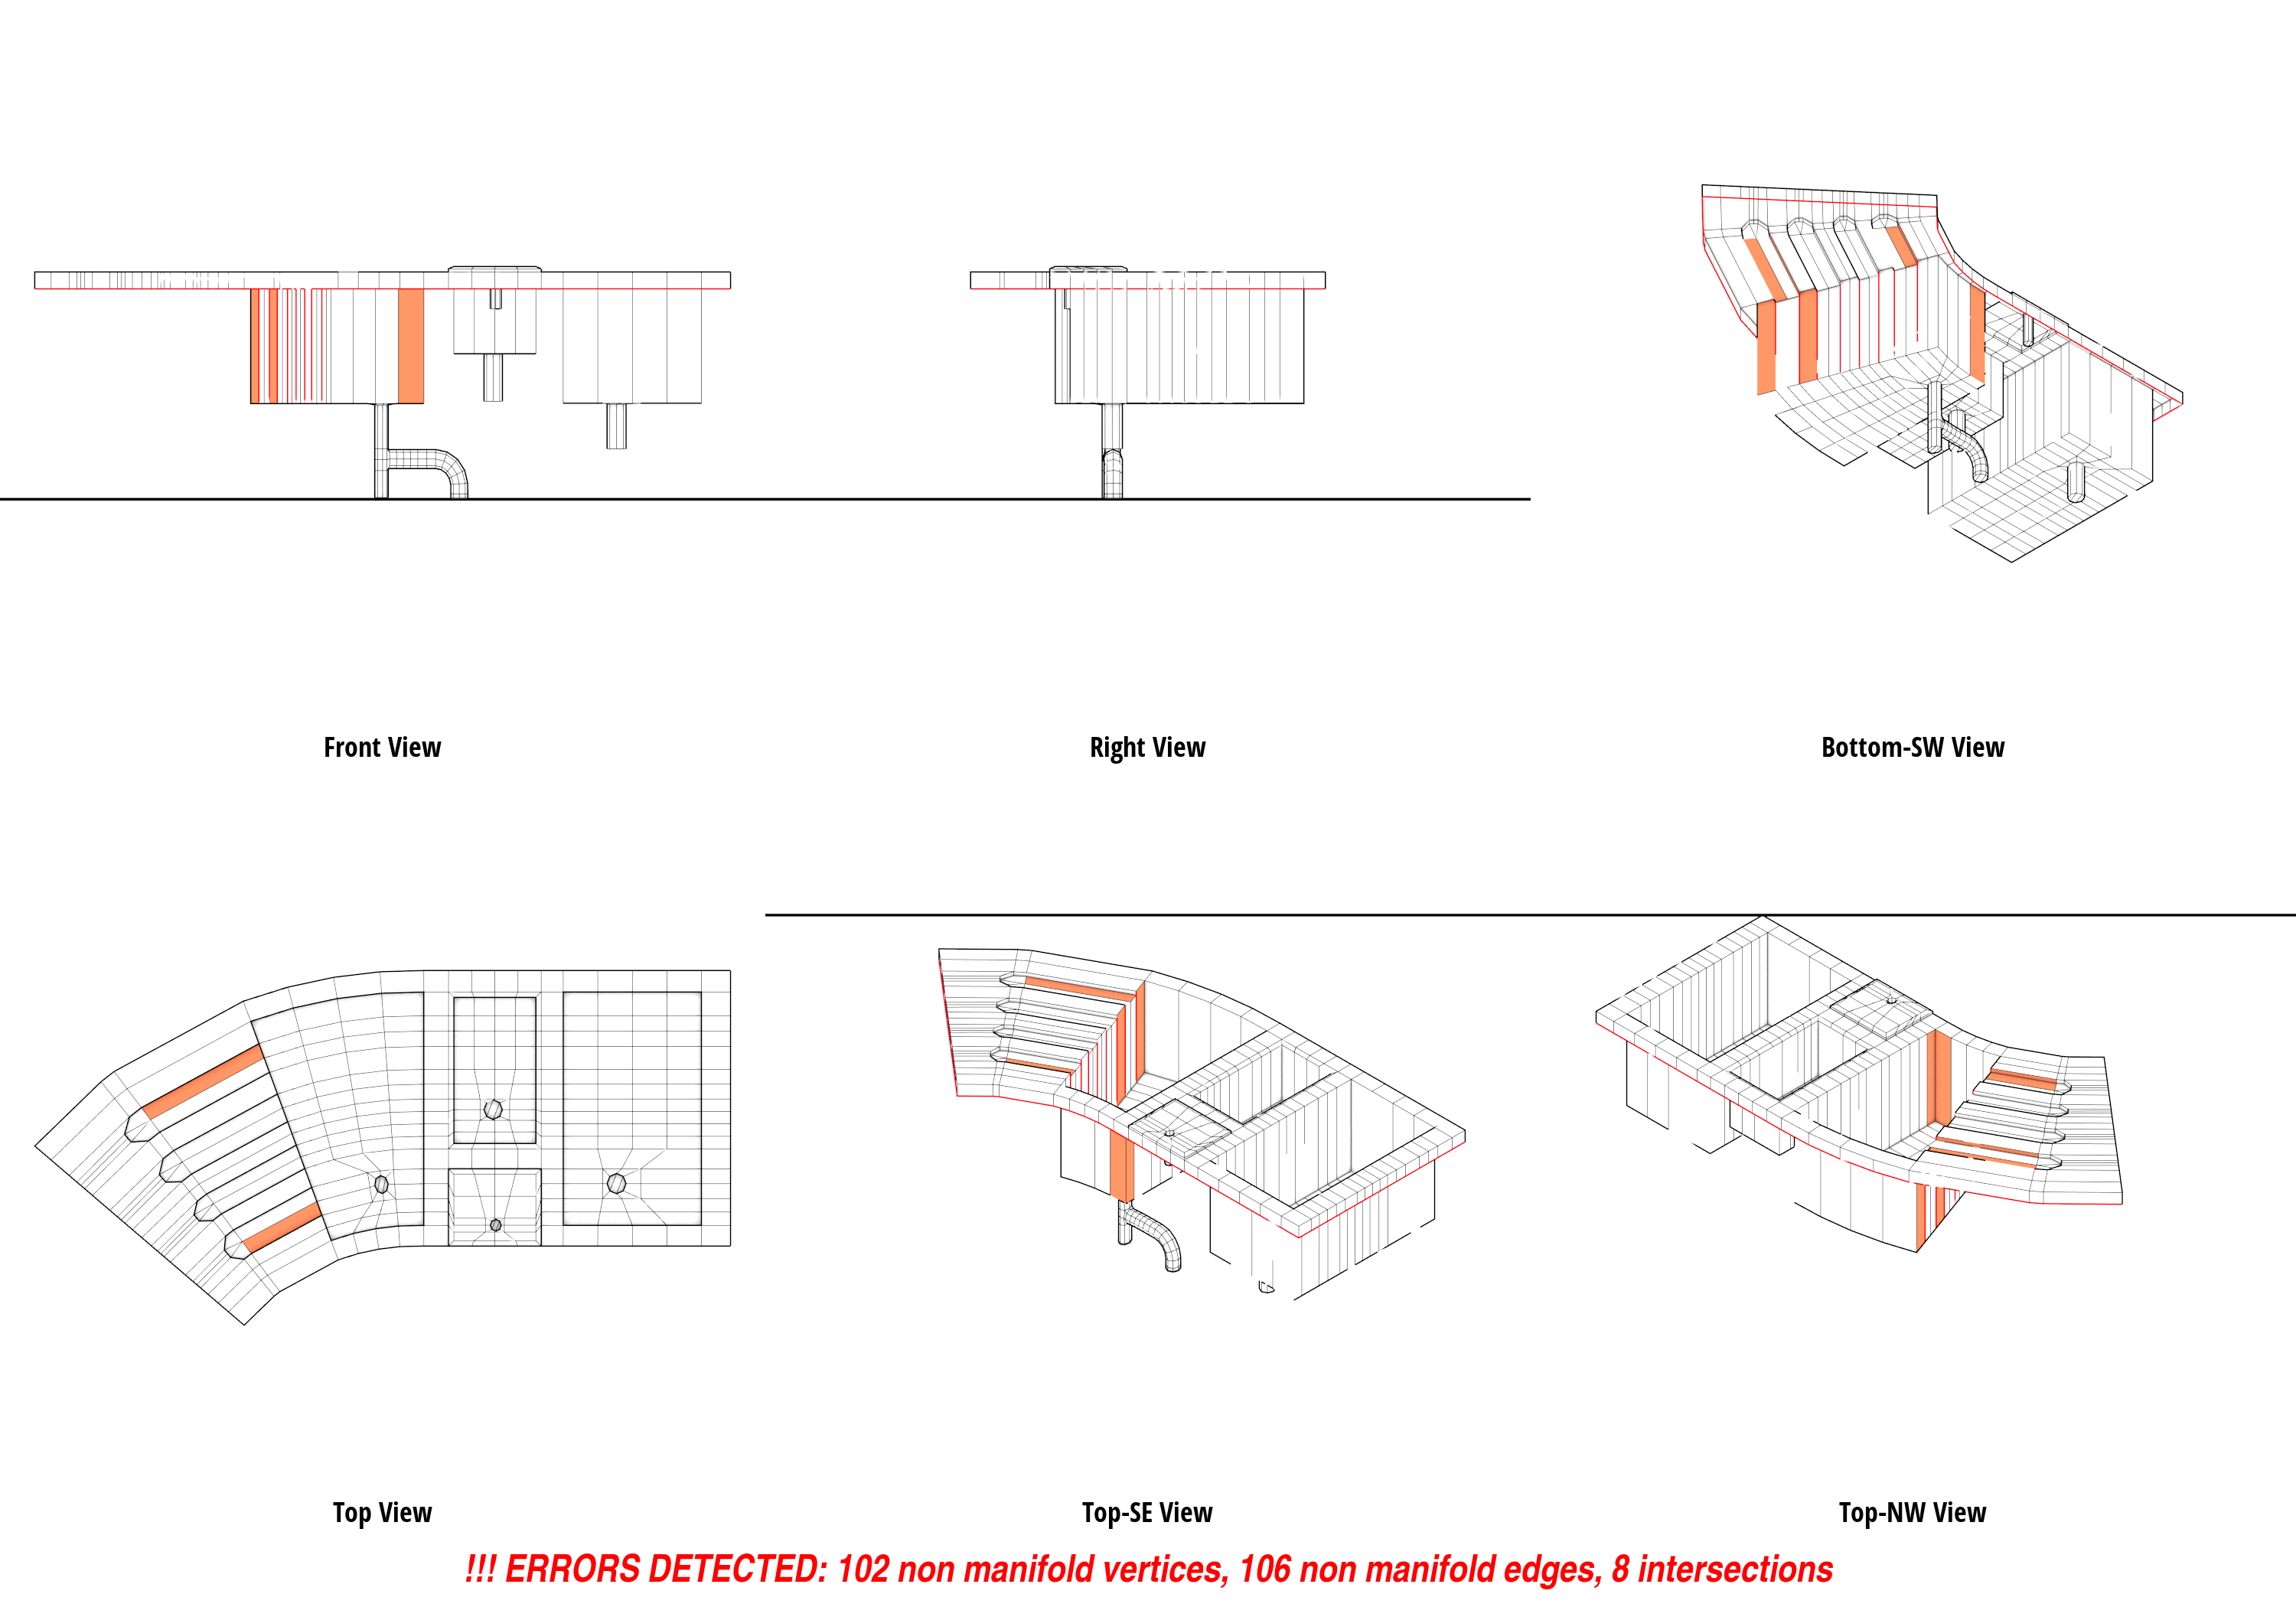 Front View
Right View
Bottom-SW View
Top View
Top-SE View
Top-NW View
!!! ERRORS DETECTED: 102 non manifold vertices, 106 non manifold edges, 8 intersections